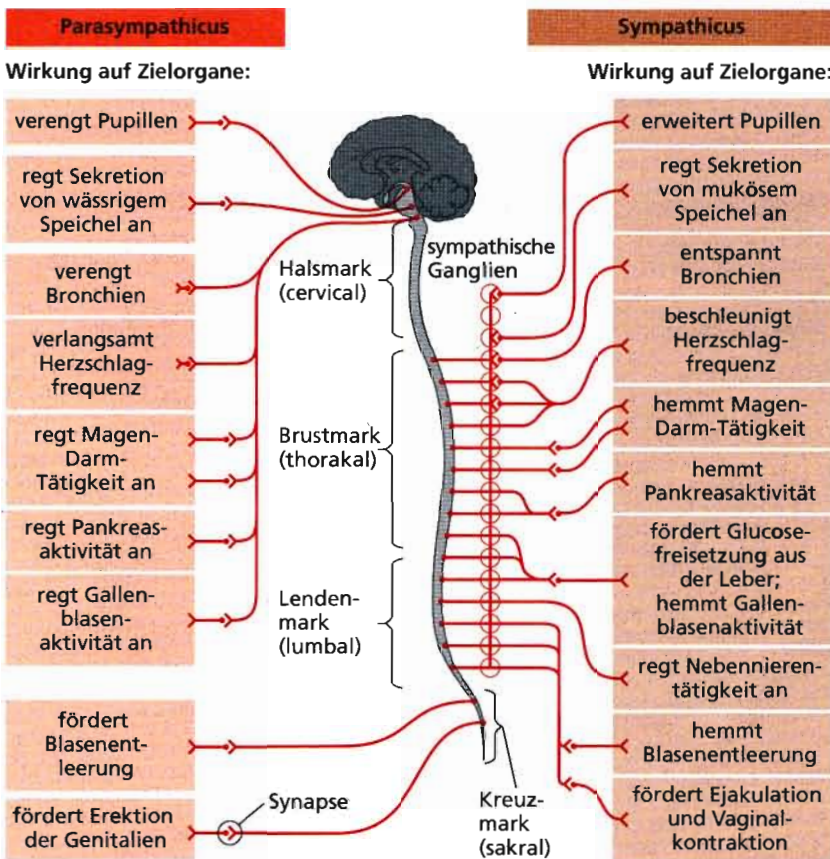 Parasympathicus
Wirkung auf Zielorgane:
verengt Pupillen
regt Sekretion
von wässrigem
Speichel an
verengt
Bronchien
verlangsamt
Herzschlag-
frequenz
regt Magen-
Darm-
Tätigkeit an
regt Pankreas-
aktivität an
regt Gallen-
blasen-
aktivität an
fördert
Blasenent-
leerung
fördert Erektion
der Genitalien
Synapse
Halsmark
(cervical)
Brustmark
(thorakal)
Lenden-
mark
(lumbal)
Kreuz-
mark
(sakral)
sympathische
Ganglien
Sympathicus
Wirkung auf Zielorgane:
erweitert Pupillen
regt Sekretion
von mukösem
Speichel an
entspannt
Bronchien
beschleunigt
Herzschlag-
frequenz
hemmt Magen-
Darm-Tätigkeit
hemmt
Pankreasaktivität
fördert Glucose-
freisetzung aus
der Leber;
hemmt Gallen-
blasenaktivität
regt Nebennieren-
tätigkeit an
hemmt
Blasenentleerung
fördert Ejakulation
und Vaginal-
kontraktion